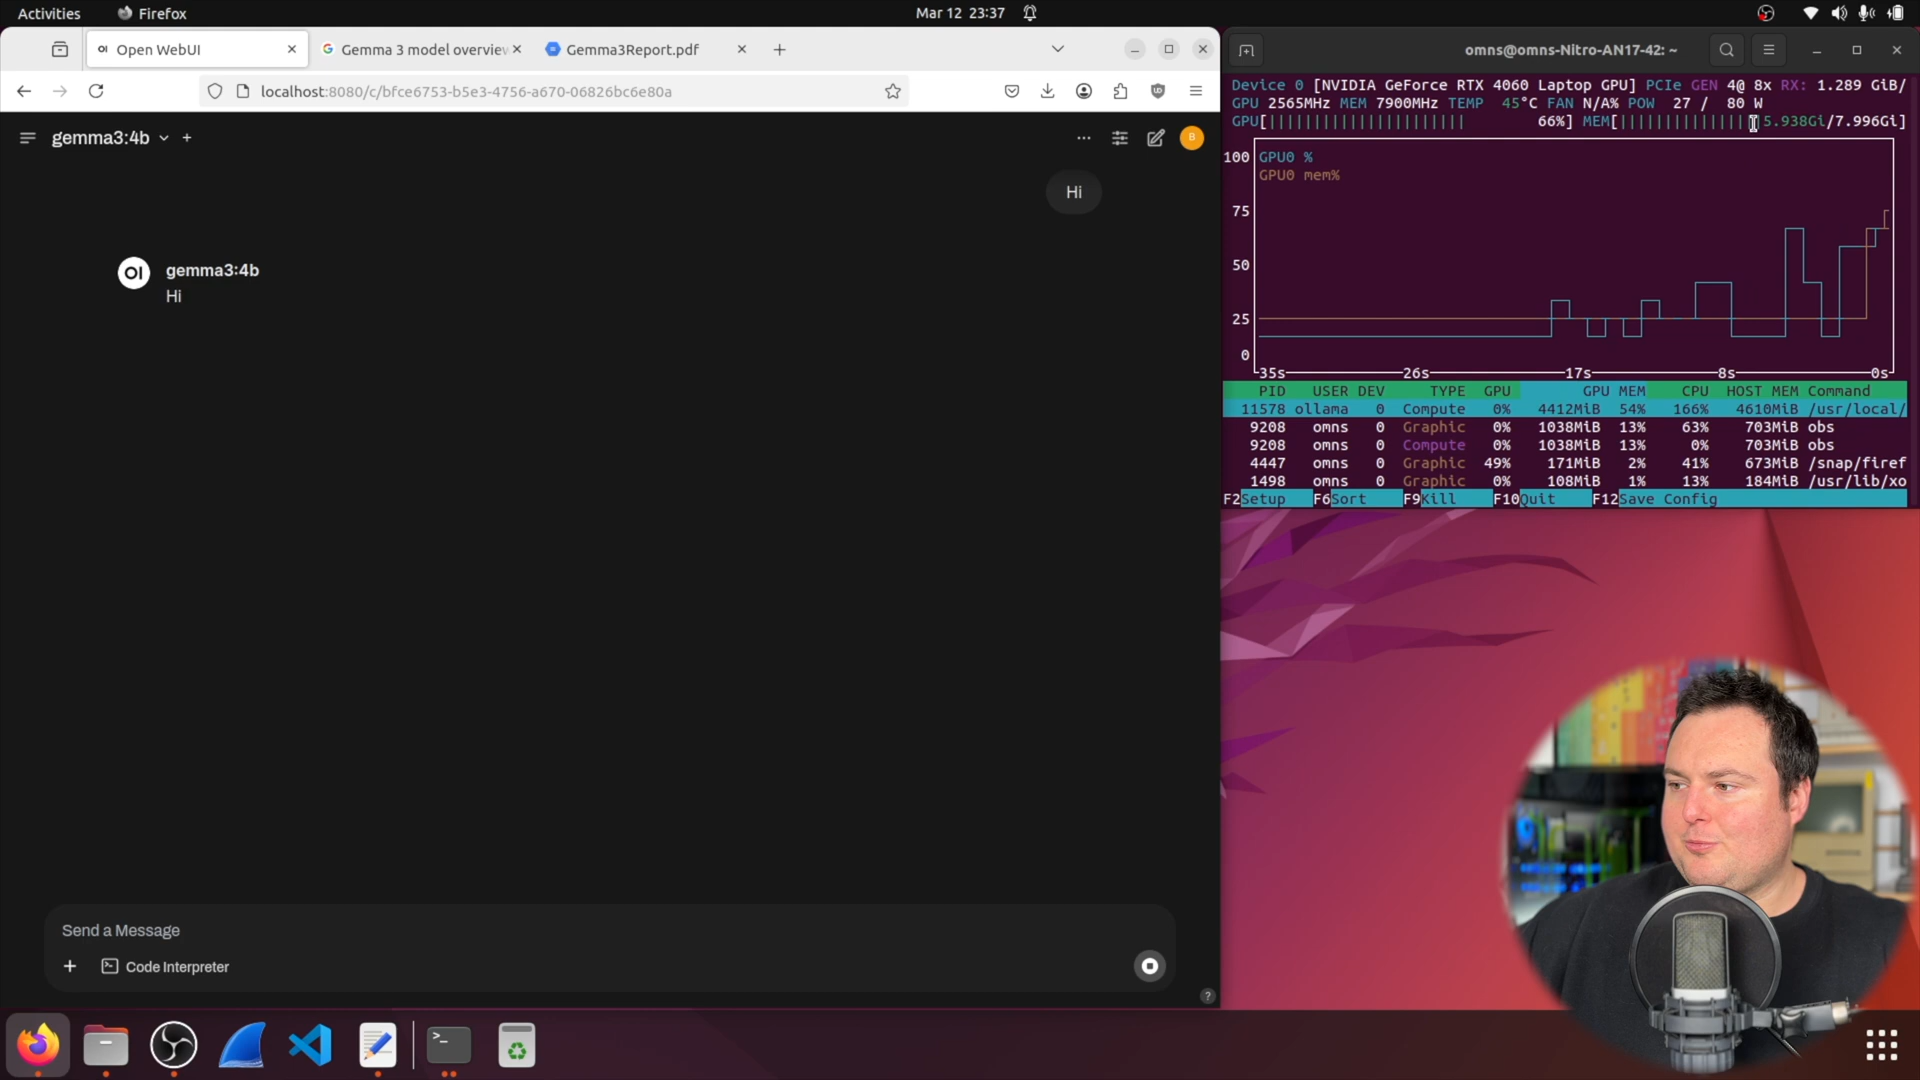 Activities
Firefox
Mar 12 23:37
Open WebUI
Gemma 3 model overview
Gemma3Report.pdf
localhost:8080/c/bfce6753-b5e3-4756-a670-06826bc6e80a
gemma3:4b
B
Hi
OI
gemma3:4b
Hi
Send a Message
Code Interpreter
?
omns@omns-Nitro-AN17-42: ~
Device 0 [NVIDIA GeForce RTX 4060 Laptop GPU] PCIe GEN 4@ 8x RX: 1.289 GiB/
GPU 2565MHz MEM 7900MHz TEMP 45°C FAN N/A% POW 27 / 80 W
GPU[|||||||||||||||||||||| 66%] MEM[|||||||||||||| 5.938Gi/7.996Gi]
100 GPU0 %
GPU0 mem%
75
50
25
0
35s 26s 17s 8s 0s
PID USER DEV TYPE GPU GPU MEM CPU HOST MEM Command
11578 ollama 0 Compute 0% 4412MiB 54% 166% 4610MiB /usr/local/
9208 omns 0 Graphic 0% 1038MiB 13% 63% 703MiB obs
9208 omns 0 Compute 0% 1038MiB 13% 0% 703MiB obs
4447 omns 0 Graphic 49% 171MiB 2% 41% 673MiB /snap/firef
1498 omns 0 Graphic 0% 108MiB 1% 13% 184MiB /usr/lib/xo
F2Setup F6Sort F9Kill F10Quit F12Save Config